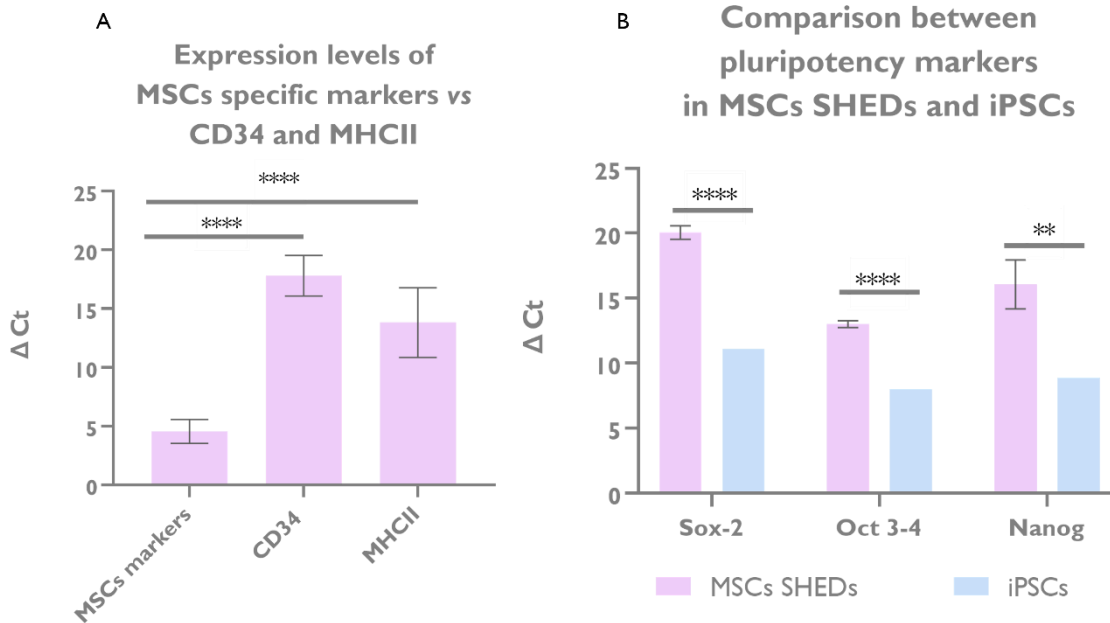 A
Expression levels of
MSCs specific markers vs
CD34 and MHCII
****
****
25
20
15
10
5
0
Δ Ct
MSCs markers
CD34
MHCII
B
Comparison between
pluripotency markers
in MSCs SHEDs and iPSCs
****
****
**
25
20
15
10
5
0
Δ Ct
Sox-2
Oct 3-4
Nanog
MSCs SHEDs
iPSCs